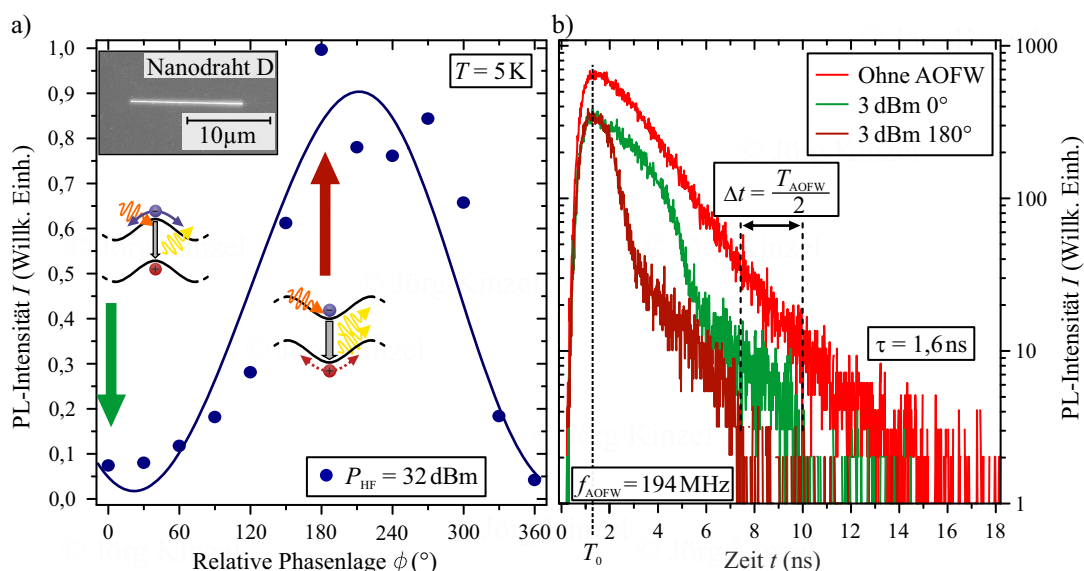 a)
1,0
0,9
0,8
0,7
0,6
0,5
0,4
0,3
0,2
0,1
0,0
PL-Intensität I (Willk. Einh.)
Nanodraht D
10µm
T = 5 K
P_HF = 32 dBm
0 60 120 180 240 300 360
Relative Phasenlage ϕ (°)
b)
Ohne AOFW
3 dBm 0°
3 dBm 180°
Δt = T_AOFW / 2
τ = 1,6 ns
f_AOFW = 194 MHz
0 2 4 6 8 10 12 14 16 18
T_0
Zeit t (ns)
1000
100
10
1
PL-Intensität I (Willk. Einh.)
© Jörg Kinzel
© Jörg Kinzel